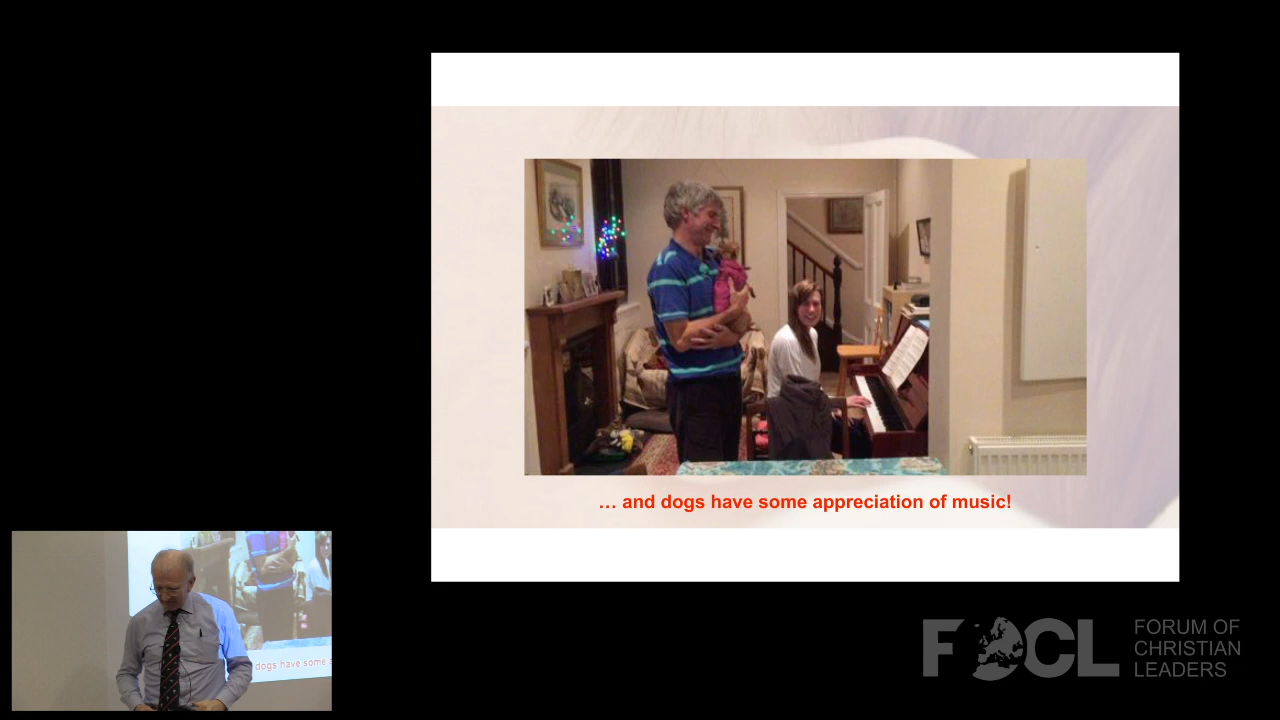 … and dogs have some appreciation of music!
dogs have some
FOCL
FORUM OF
CHRISTIAN
LEADERS